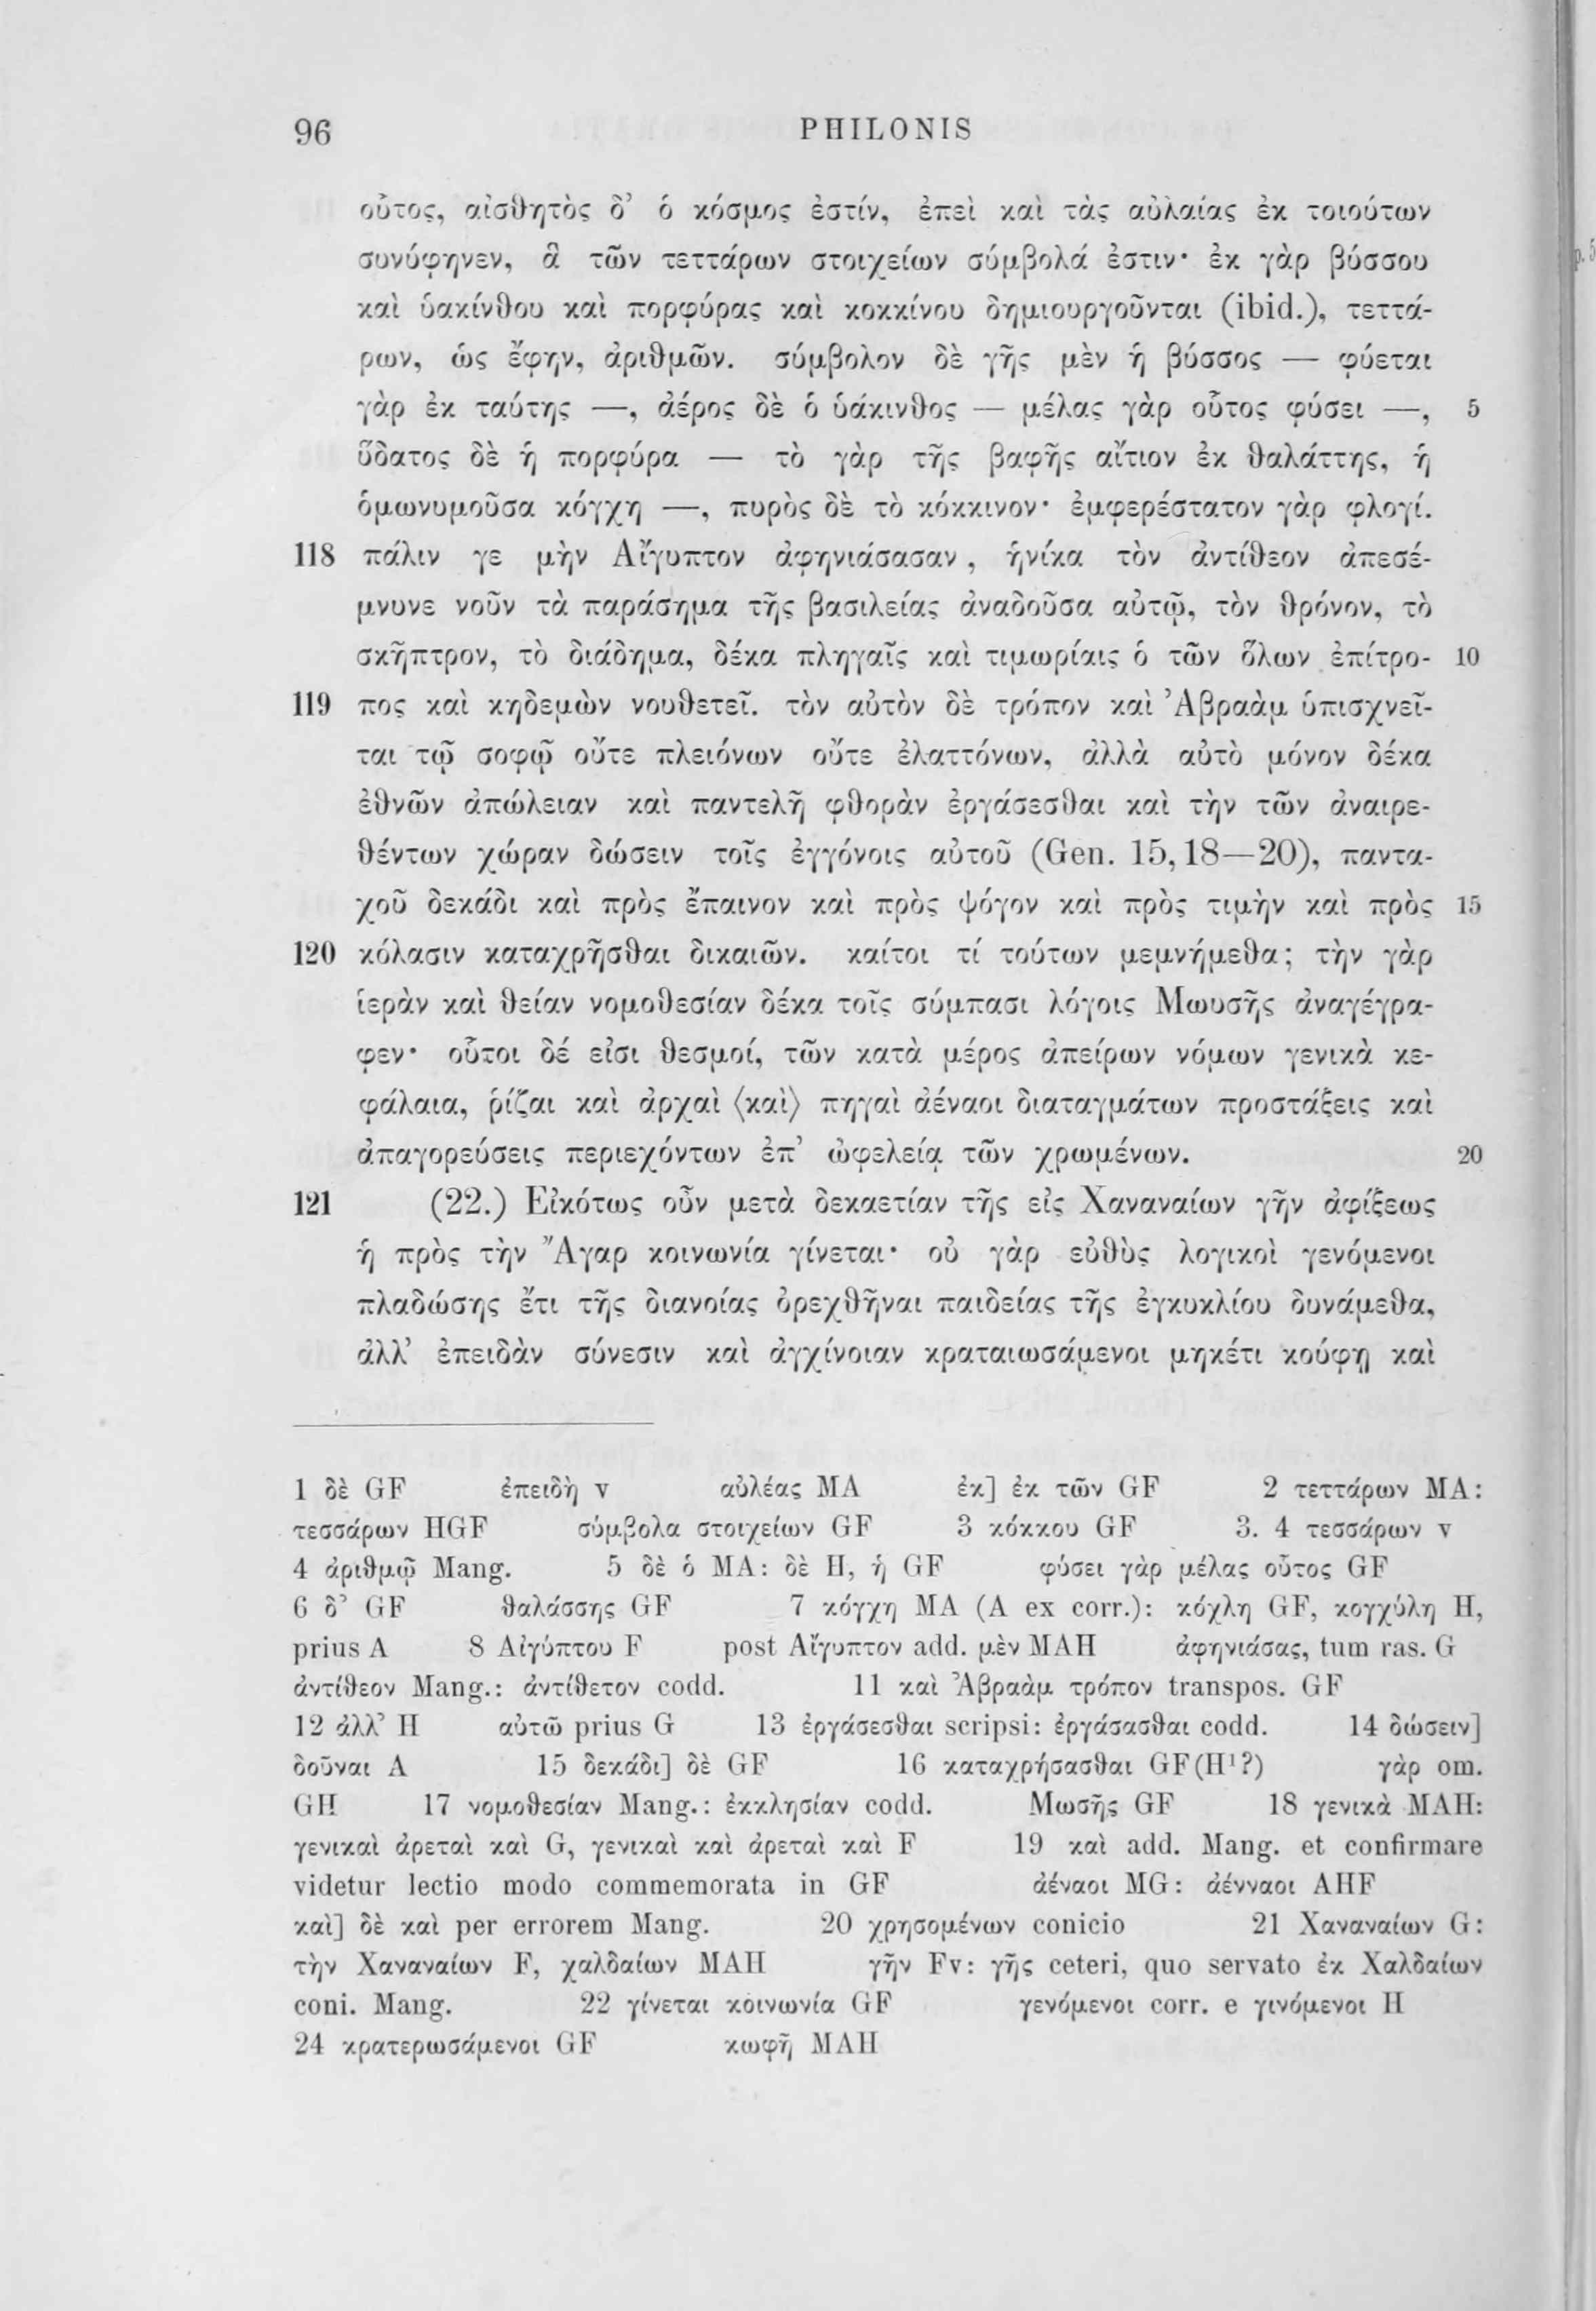 96 PHILONIS
οὗτος, αἰσθητὸς δ’ ὁ κόσμος ἐστίν, ἐπεὶ καὶ τὰς αὐλαίας ἐκ τοιούτων
συνύφηνεν, ἃ τῶν τεττάρων στοιχείων σύμβολά ἐστιν· ἐκ γὰρ βύσσου
καὶ ὑακίνθου καὶ πορφύρας καὶ κοκκίνου δημιουργοῦνται (ibid.), τεττά-
ρων, ὡς ἔφην, ἀριθμῶν. σύμβολον δὲ γῆς μὲν ἡ βύσσος — φύεται
γὰρ ἐκ ταύτης —, ἀέρος δὲ ὁ ὑάκινθος — μέλας γὰρ οὗτος φύσει —, 5
ὕδατος δὲ ἡ πορφύρα — τὸ γὰρ τῆς βαφῆς αἴτιον ἐκ θαλάττης, ἡ
ὁμωνυμοῦσα κόγχη —, πυρὸς δὲ τὸ κόκκινον· ἐμφερέστατον γὰρ φλογί.
118 πάλιν γε μὴν Αἴγυπτον ἀφηνιάσασαν, ἡνίκα τὸν ἀντίθεον ἀπεσέ-
μνυνε νοῦν τὰ παράσημα τῆς βασιλείας ἀναδοῦσα αὐτῷ, τὸν θρόνον, τὸ
σκῆπτρον, τὸ διάδημα, δέκα πληγαῖς καὶ τιμωρίαις ὁ τῶν ὅλων ἐπίτρο- 10
119 πος καὶ κηδεμὼν νουθετεῖ. τὸν αὐτὸν δὲ τρόπον καὶ Ἀβραὰμ ὑπισχνεῖ-
ται τῷ σοφῷ οὔτε πλειόνων οὔτε ἐλαττόνων, ἀλλὰ αὐτὸ μόνον δέκα
ἐθνῶν ἀπώλειαν καὶ παντελῆ φθορὰν ἐργάσεσθαι καὶ τὴν τῶν ἀναιρε-
θέντων χώραν δώσειν τοῖς ἐγγόνοις αὐτοῦ (Gen. 15,18—20), παντα-
χοῦ δεκάδι καὶ πρὸς ἔπαινον καὶ πρὸς ψόγον καὶ πρὸς τιμὴν καὶ πρὸς 15
120 κόλασιν καταχρῆσθαι δικαιῶν. καίτοι τί τούτων μεμνήμεθα; τὴν γὰρ
ἱερὰν καὶ θείαν νομοθεσίαν δέκα τοῖς σύμπασι λόγοις Μωυσῆς ἀναγέγρα-
φεν· οὗτοι δέ εἰσι θεσμοί, τῶν κατὰ μέρος ἀπείρων νόμων γενικὰ κε-
φάλαια, ῥίζαι καὶ ἀρχαὶ ⟨καὶ⟩ πηγαὶ ἀέναοι διαταγμάτων προστάξεις καὶ
ἀπαγορεύσεις περιεχόντων ἐπ’ ὠφελείᾳ τῶν χρωμένων. 20
121 (22.) Εἰκότως οὖν μετὰ δεκαετίαν τῆς εἰς Χαναναίων γῆν ἀφίξεως
ἡ πρὸς τὴν Ἄγαρ κοινωνία γίνεται· οὐ γὰρ εὐθὺς λογικοὶ γενόμενοι
πλαδώσης ἔτι τῆς διανοίας ὀρεχθῆναι παιδείας τῆς ἐγκυκλίου δυνάμεθα,
ἀλλ’ ἐπειδὰν σύνεσιν καὶ ἀγχίνοιαν κραταιωσάμενοι μηκέτι κούφῃ καὶ
1 δὲ GF ἐπειδὴ v αὐλέας MA ἐκ] ἐκ τῶν GF 2 τεττάρων MA:
τεσσάρων HGF σύμβολα στοιχείων GF 3 κόκκου GF 3. 4 τεσσάρων v
4 ἀριθμῷ Mang. 5 δὲ ὁ MA: δὲ H, ἡ GF φύσει γὰρ μέλας οὗτος GF
6 δ’ GF θαλάσσης GF 7 κόγχη MA (A ex corr.): κόχλη GF, κογχύλη H,
prius A 8 Αἰγύπτου F post Αἴγυπτον add. μὲν MAH ἀφηνιάσας, tum ras. G
ἀντίθεον Mang.: ἀντίθετον codd. 11 καὶ Ἀβραὰμ τρόπον transpos. GF
12 ἀλλ’ H αὐτῶ prius G 13 ἐργάσεσθαι scripsi: ἐργάσασθαι codd. 14 δώσειν]
δοῦναι A 15 δεκάδι] δὲ GF 16 καταχρήσασθαι GF(H¹?) γὰρ om.
GH 17 νομοθεσίαν Mang.: ἐκκλησίαν codd. Μωσῆς GF 18 γενικὰ MAH:
γενικαὶ ἀρεταὶ καὶ G, γενικαὶ καὶ ἀρεταὶ καὶ F 19 καὶ add. Mang. et confirmare
videtur lectio modo commemorata in GF ἀέναοι MG: ἀένναοι AHF
καὶ] δὲ καὶ per errorem Mang. 20 χρησομένων conicio 21 Χαναναίων G:
τὴν Χαναναίων F, χαλδαίων MAH γῆν Fv: γῆς ceteri, quo servato ἐκ Χαλδαίων
coni. Mang. 22 γίνεται κοινωνία GF γενόμενοι corr. e γινόμενοι H
24 κρατερωσάμενοι GF κωφῇ MAH